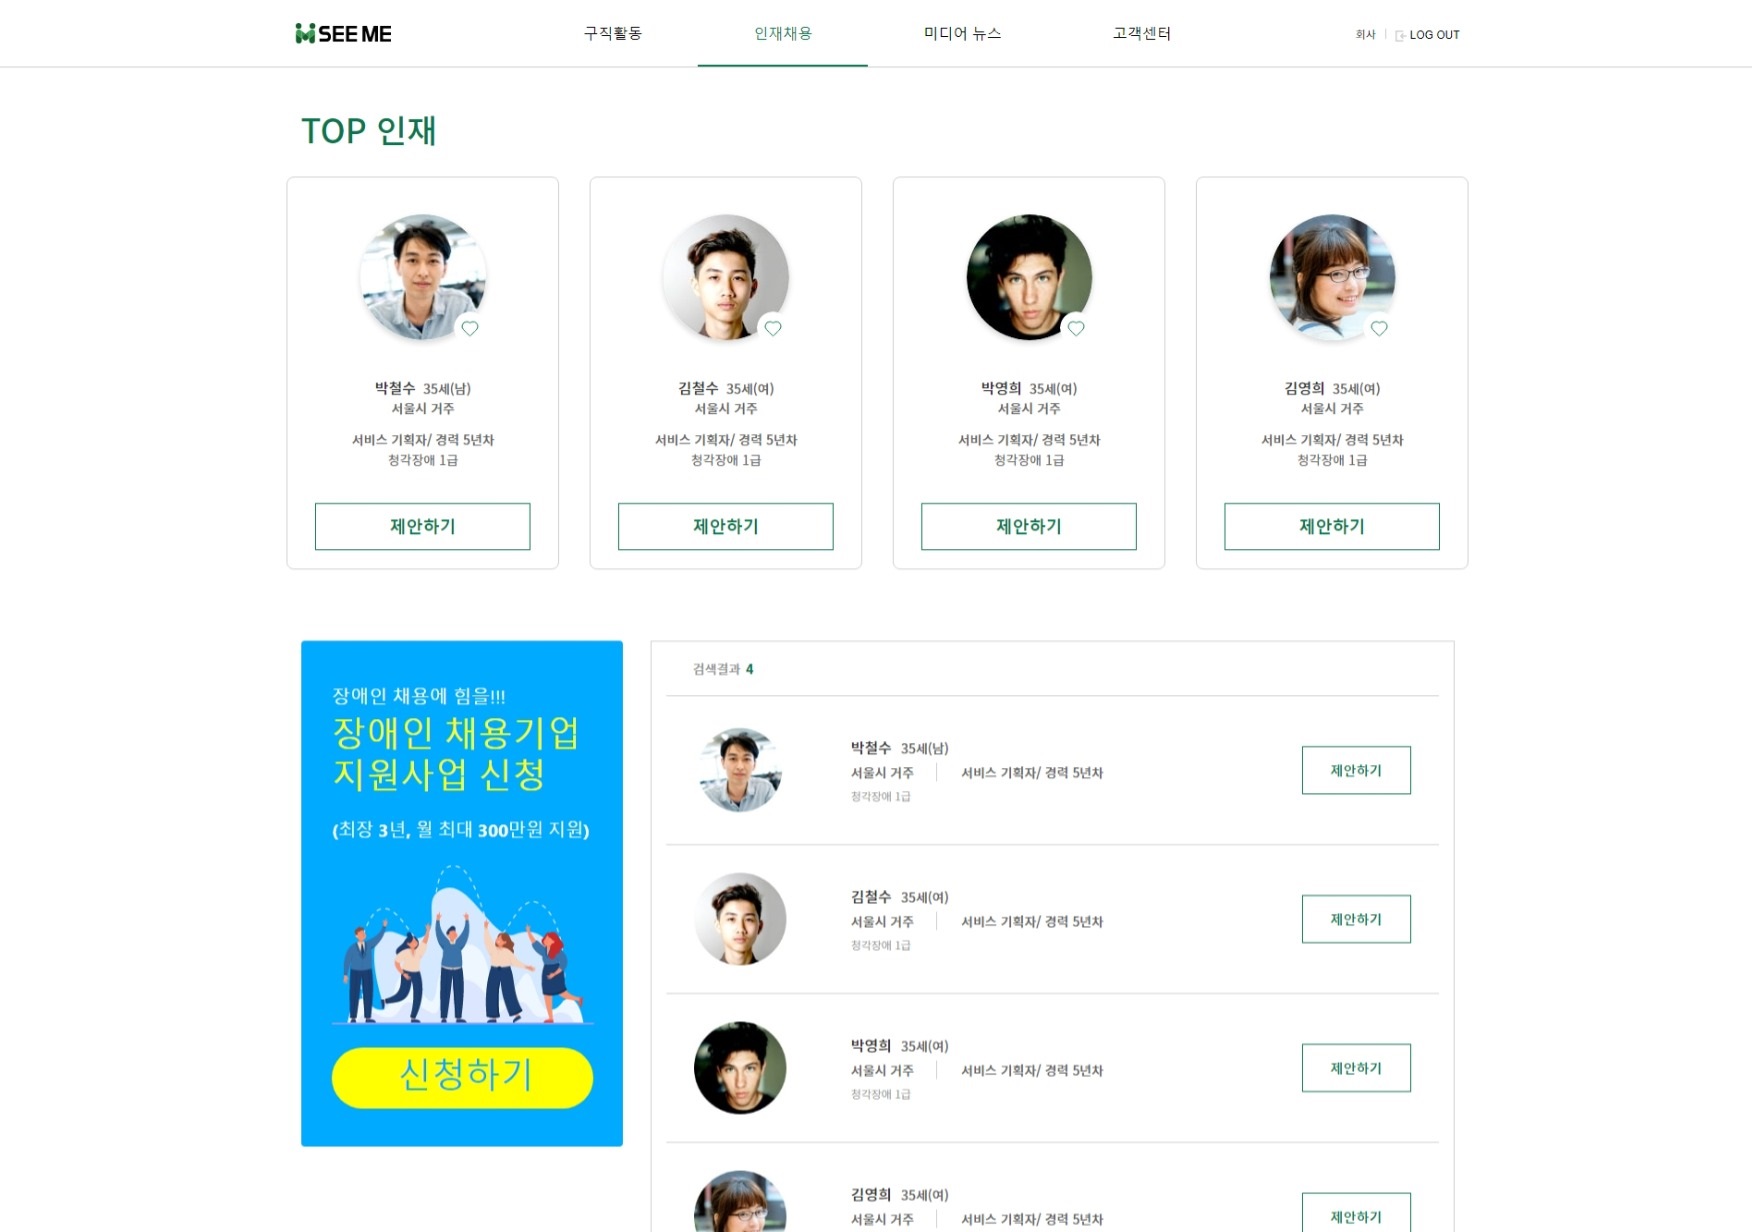 SEE ME
구직활동
인재채용
미디어 뉴스
고객센터
회사
LOG OUT
TOP 인재
박철수 35세(남)
서울시 거주
서비스 기획자/ 경력 5년차
청각장애 1급
제안하기
김철수 35세(여)
서울시 거주
서비스 기획자/ 경력 5년차
청각장애 1급
제안하기
박영희 35세(여)
서울시 거주
서비스 기획자/ 경력 5년차
청각장애 1급
제안하기
김영희 35세(여)
서울시 거주
서비스 기획자/ 경력 5년차
청각장애 1급
제안하기
장애인 채용에 힘을!!!
장애인 채용기업
지원사업 신청
(최장 3년, 월 최대 300만원 지원)
신청하기
검색결과 4
박철수 35세(남)
서울시 거주 서비스 기획자/ 경력 5년차
청각장애 1급
제안하기
김철수 35세(여)
서울시 거주 서비스 기획자/ 경력 5년차
청각장애 1급
제안하기
박영희 35세(여)
서울시 거주 서비스 기획자/ 경력 5년차
청각장애 1급
제안하기
김영희 35세(여)
서울시 거주 서비스 기획자/ 경력 5년차
제안하기